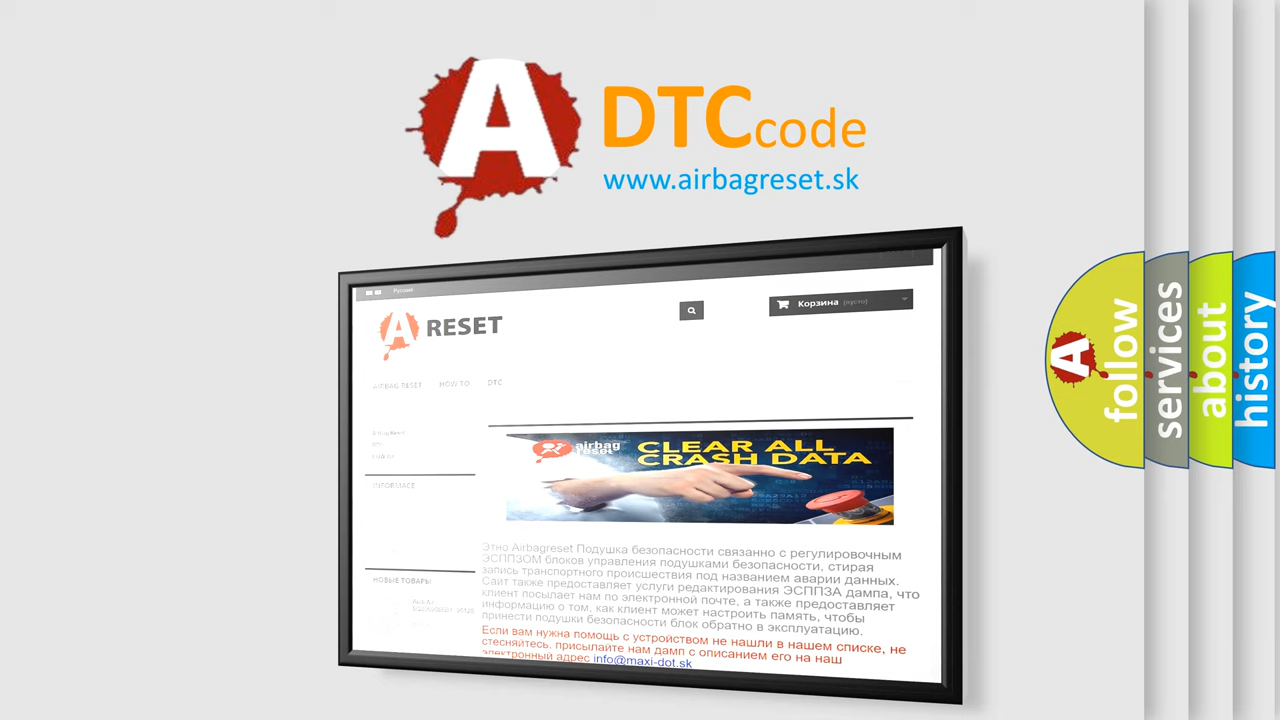 A DTCcode
www.airbagreset.sk
Русский
A RESET
Корзина (пусто)
AIRBAG RESET HOW TO DTC
INFORMACE
НОВЫЕ ТОВАРЫ
airbag
reset
CLEAR ALL
CRASH DATA
Этно Airbagreset Подушка безопасности связанно с регулировочным
ЭСППЗОМ блоков управления подушками безопасности, стирая
запись транспортного происшествия под названием аварии данных.
Сайт также предоставляет услуги редактирования ЭСППЗА дампа, что
клиент посылает нам по электронной почте, а также предоставляет
информацию о том, как клиент может настроить память, чтобы
принести подушки безопасности блок обратно в эксплуатацию.
Если вам нужна помощь с устройством не нашли в нашем списке, не
стесняйтесь, присылайте нам дамп с описанием его на наш
электронный адрес info@maxi-dot.sk
A follow
services
about
history